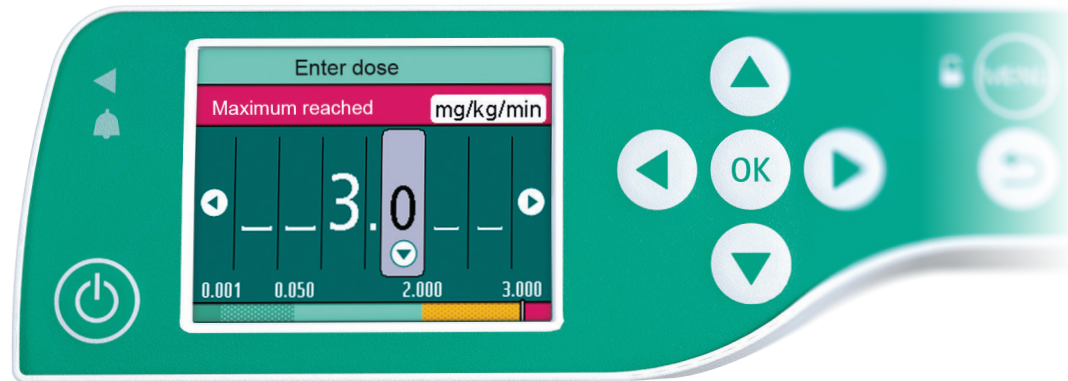 Enter dose
Maximum reached mg/kg/min
_ _ 3.0 _ _
0.001 0.050 2.000 3.000
OK
MENU